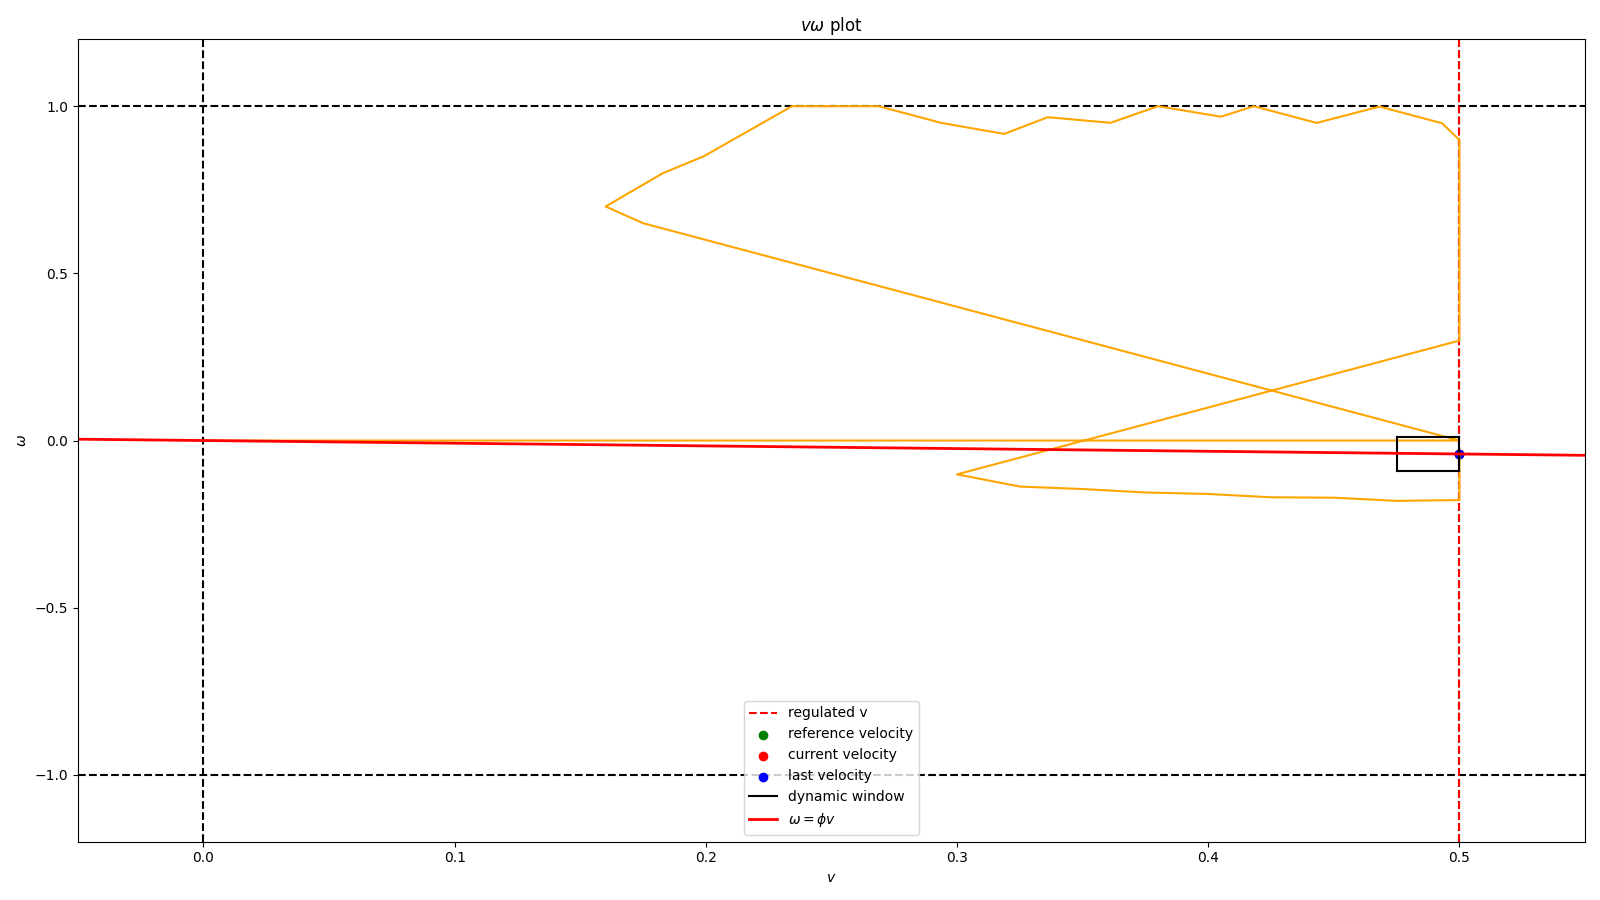 vω plot
1.0
0.5
0.0
−0.5
−1.0
ω
0.0 0.1 0.2 0.3 0.4 0.5
v
regulated v
reference velocity
current velocity
last velocity
dynamic window
ω = ϕv